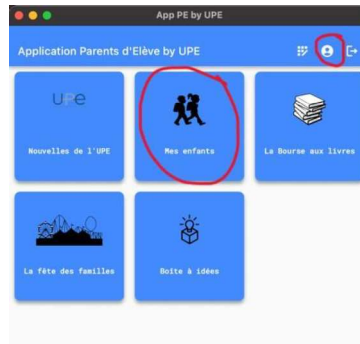 App PE by UPE
Application Parents d'Elève by UPE
UPe
Nouvelles de l'UPE
Mes enfants
La Bourse aux livres
La fête des familles
Boite à idées